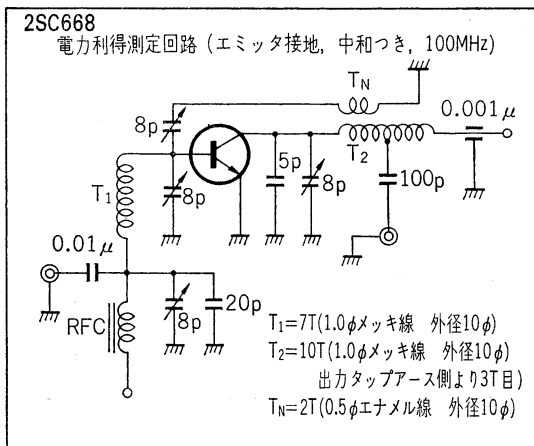 2SC668
電力利得測定回路（エミッタ接地，中和つき，100MHz）
T_N
8p
0.001μ
T_2
5p
8p
100p
T_1
8p
0.01μ
RFC
8p
20p
T_1=7T(1.0φメッキ線 外径10φ)
T_2=10T(1.0φメッキ線 外径10φ)
出力タップアース側より3T目)
T_N=2T(0.5φエナメル線 外径10φ)